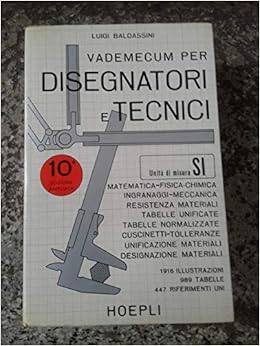 LUIGI BALDASSINI
VADEMECUM PER
DISEGNATORI
E TECNICI
10ª
EDIZIONE
Unità di misura SI
MATEMATICA-FISICA-CHIMICA
INGRANAGGI-MECCANICA
RESISTENZA MATERIALI
TABELLE UNIFICATE
TABELLE NORMALIZZATE
CUSCINETTI-TOLLERANZE
UNIFICAZIONE MATERIALI
DESIGNAZIONE MATERIALI
1916 ILLUSTRAZIONI
989 TABELLE
447 RIFERIMENTI UNI
HOEPLI